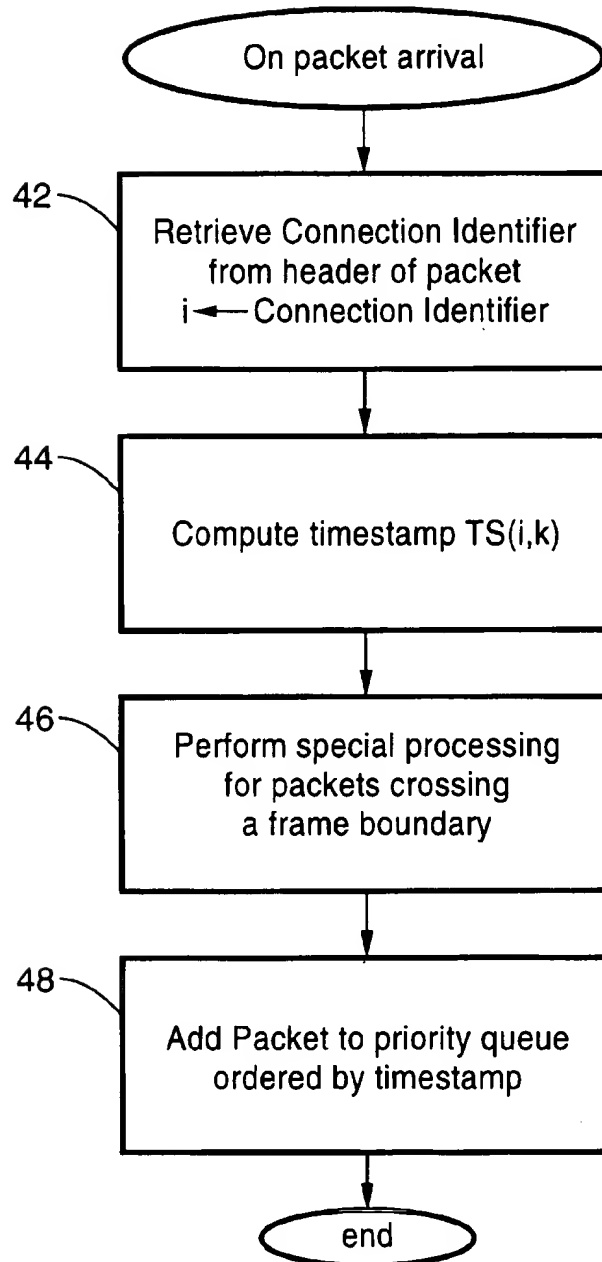 On packet arrival
42
Retrieve Connection Identifier
from header of packet
i ← Connection Identifier
44
Compute timestamp TS(i,k)
46
Perform special processing
for packets crossing
a frame boundary
48
Add Packet to priority queue
ordered by timestamp
end